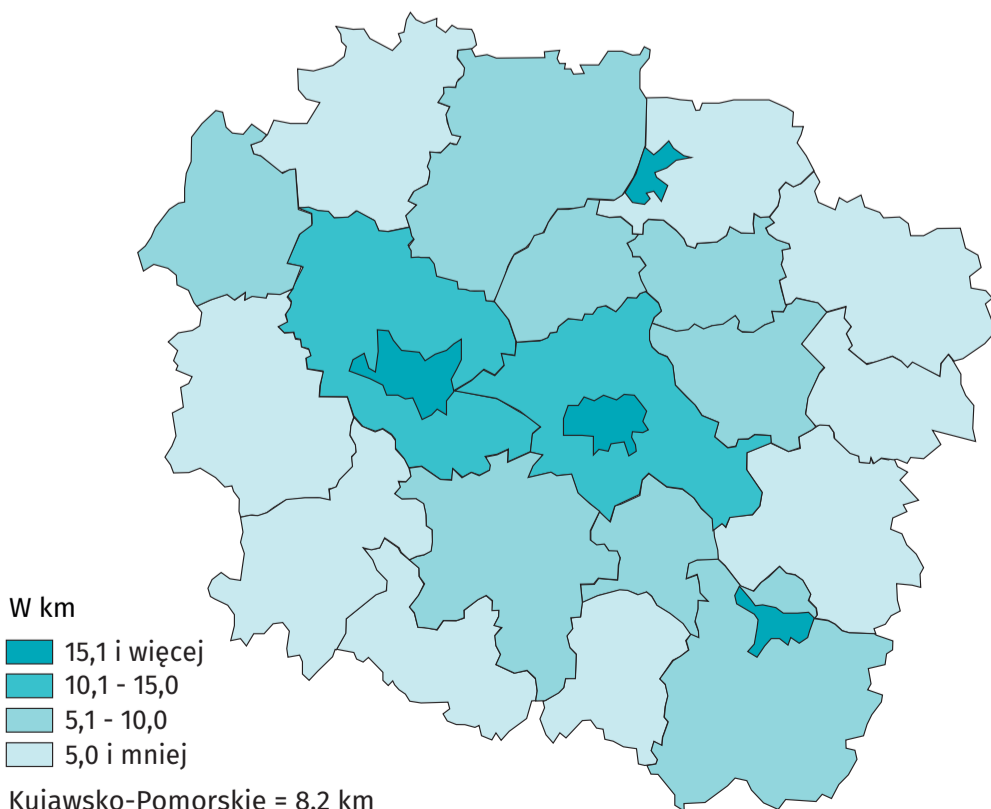 W km
15,1 i więcej
10,1 - 15,0
5,1 - 10,0
5,0 i mniej
Kujawsko-Pomorskie = 8,2 km